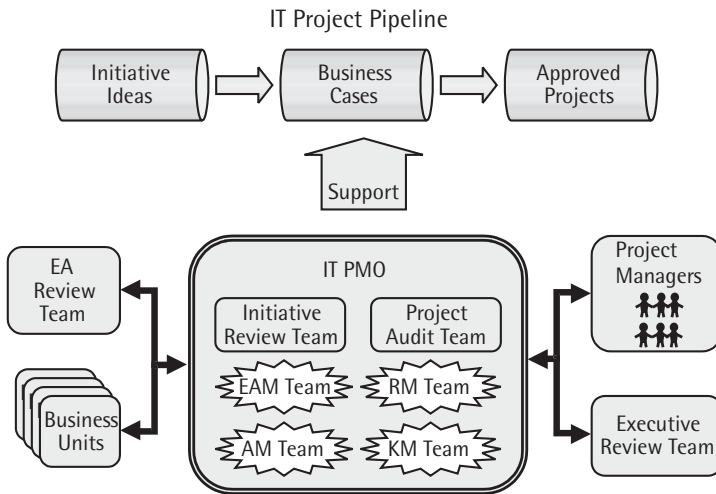 IT Project Pipeline
Initiative
Ideas
Business
Cases
Approved
Projects
Support
EA
Review
Team
Business
Units
IT PMO
Initiative
Review Team
Project
Audit Team
EAM Team
RM Team
AM Team
KM Team
Project
Managers
Executive
Review Team